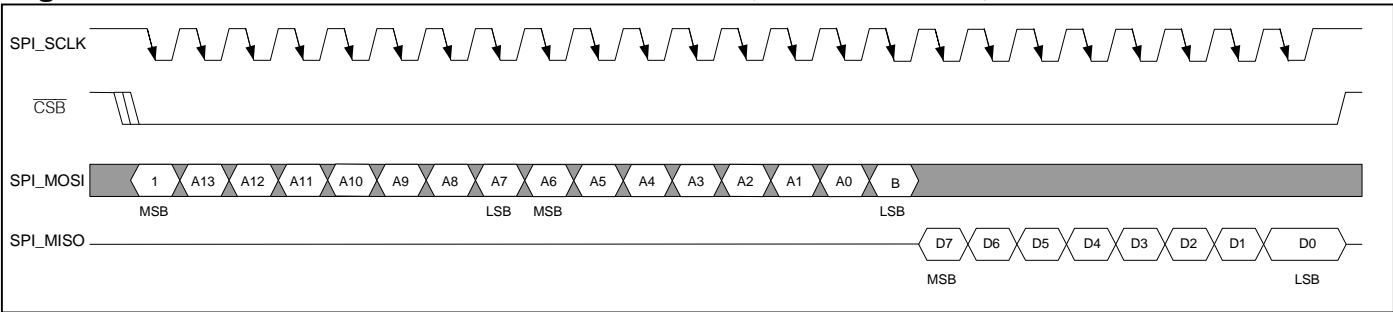 SPI_SCLK
CSB
SPI_MOSI 1 A13 A12 A11 A10 A9 A8 A7 A6 A5 A4 A3 A2 A1 A0 B
MSB LSB MSB LSB
SPI_MISO D7 D6 D5 D4 D3 D2 D1 D0
MSB LSB